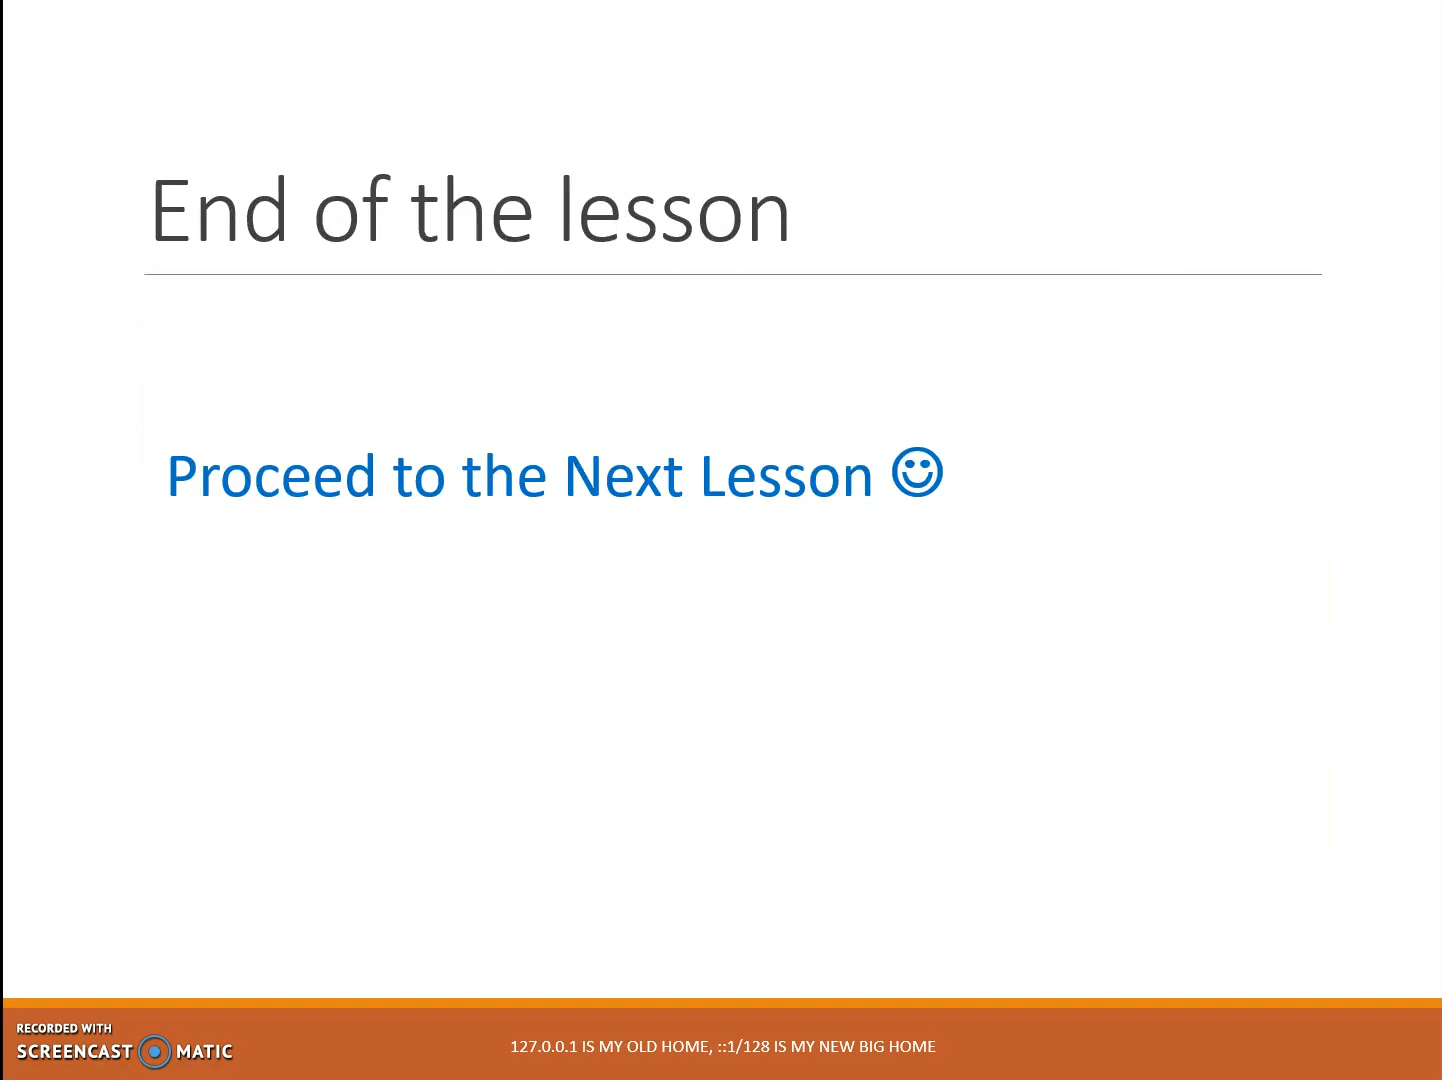 End of the lesson
Proceed to the Next Lesson ☺
RECORDED WITH
SCREENCAST MATIC
127.0.0.1 IS MY OLD HOME, ::1/128 IS MY NEW BIG HOME